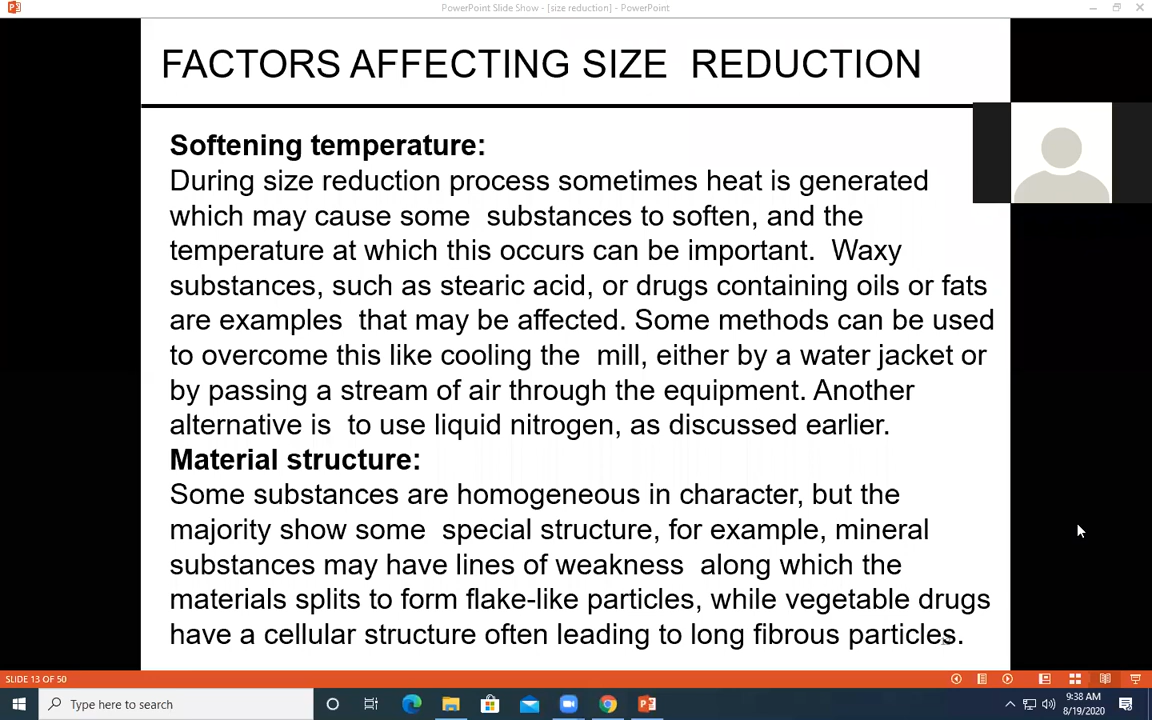 PowerPoint Slide Show - [size reduction] - PowerPoint
FACTORS AFFECTING SIZE REDUCTION
Softening temperature:
During size reduction process sometimes heat is generated
which may cause some substances to soften, and the
temperature at which this occurs can be important. Waxy
substances, such as stearic acid, or drugs containing oils or fats
are examples that may be affected. Some methods can be used
to overcome this like cooling the mill, either by a water jacket or
by passing a stream of air through the equipment. Another
alternative is to use liquid nitrogen, as discussed earlier.
Material structure:
Some substances are homogeneous in character, but the
majority show some special structure, for example, mineral
substances may have lines of weakness along which the
materials splits to form flake-like particles, while vegetable drugs
have a cellular structure often leading to long fibrous particles.
SLIDE 13 OF 50
Type here to search
9:38 AM
8/19/2020